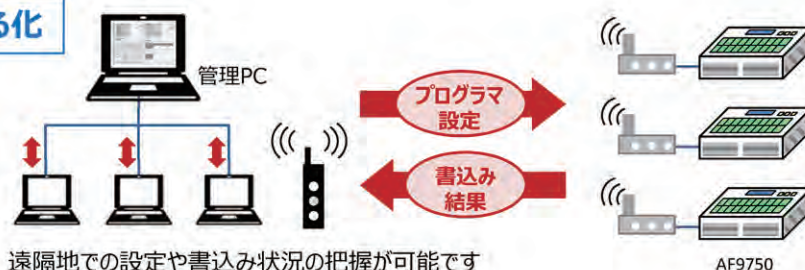 る化
管理PC
プログラマ
設定
書込み
結果
遠隔地での設定や書込み状況の把握が可能です
AF9750